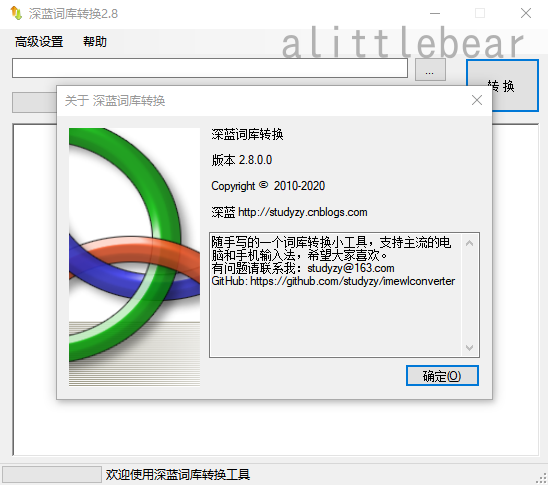 深蓝词库转换2.8
高级设置 帮助
alittlebear
...
转 换
关于 深蓝词库转换
深蓝词库转换
版本 2.8.0.0
Copyright © 2010-2020
深蓝 http://studyzy.cnblogs.com
随手写的一个词库转换小工具，支持主流的电
脑和手机输入法，希望大家喜欢。
有问题请联系我：studyzy@163.com
GitHub: https://github.com/studyzy/imewlconverter
确定(O)
欢迎使用深蓝词库转换工具